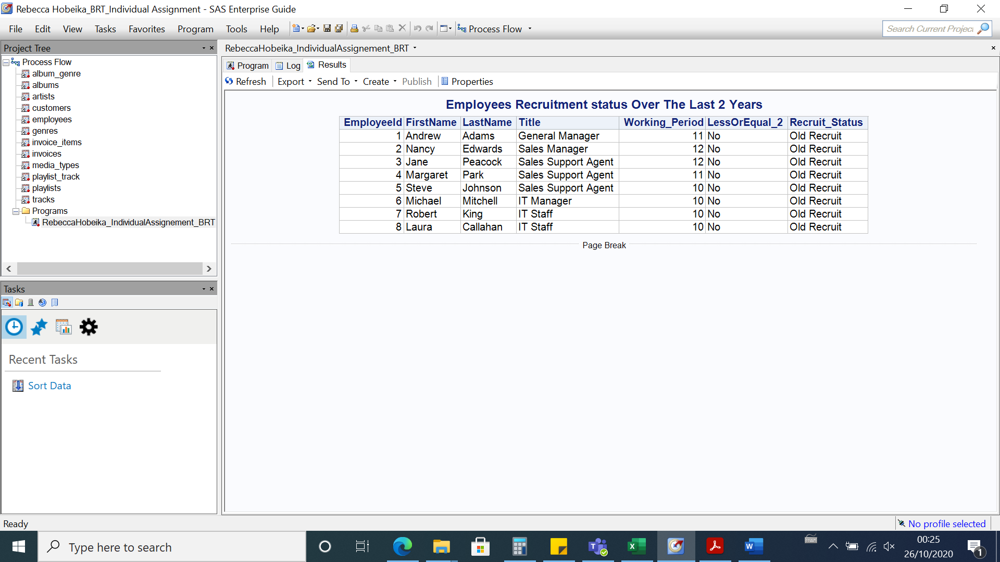 Rebecca Hobeika_BRT_Individual Assignment - SAS Enterprise Guide
File Edit View Tasks Favorites Program Tools Help Process Flow Search Current Project
Project Tree
RebeccaHobeika_IndividualAssignement_BRT
Process Flow
album_genre
albums
artists
customers
employees
genres
invoice_items
invoices
media_types
playlist_track
playlists
tracks
Programs
RebeccaHobeika_IndividualAssignement_BRT
Program Log Results
Refresh Export Send To Create Publish Properties
Employees Recruitment status Over The Last 2 Years
EmployeeId FirstName LastName Title Working_Period LessOrEqual_2 Recruit_Status
1 Andrew Adams General Manager 11 No Old Recruit
2 Nancy Edwards Sales Manager 12 No Old Recruit
3 Jane Peacock Sales Support Agent 12 No Old Recruit
4 Margaret Park Sales Support Agent 11 No Old Recruit
5 Steve Johnson Sales Support Agent 10 No Old Recruit
6 Michael Mitchell IT Manager 10 No Old Recruit
7 Robert King IT Staff 10 No Old Recruit
8 Laura Callahan IT Staff 10 No Old Recruit
Page Break
Tasks
Recent Tasks
Sort Data
Ready
No profile selected
Type here to search
00:25
26/10/2020
1